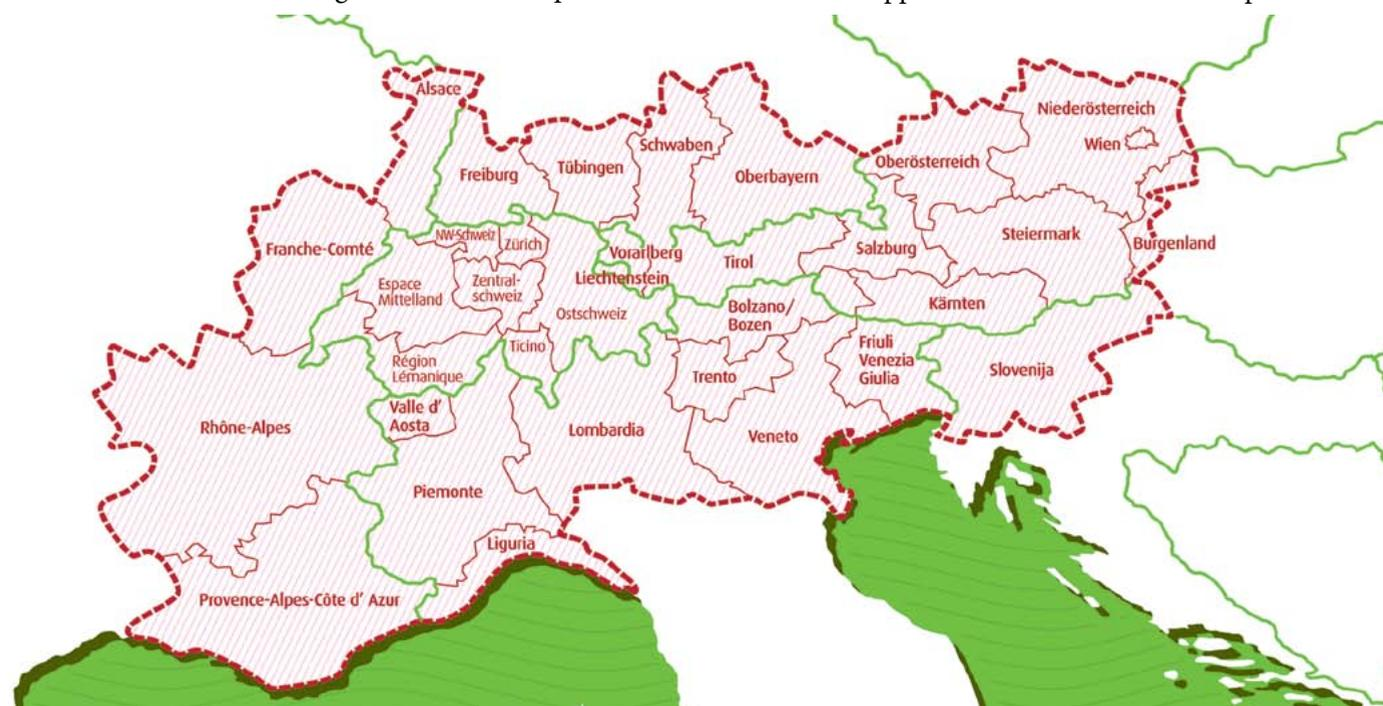 Alsace
Niederösterreich
Wien
Schwaben
Oberösterreich
Tübingen
Freiburg
Oberbayern
Franche-Comté
NW-Schweiz
Zürich
Vorarlberg
Tirol
Salzburg
Steiermark
Burgenland
Espace
Mittelland
Zentral-
schweiz
Liechtenstein
Ostschweiz
Bolzano/
Bozen
Kärnten
Ticino
Région
Lémanique
Trento
Friuli
Venezia
Giulia
Slovenija
Valle d'
Aosta
Rhône-Alpes
Lombardia
Veneto
Piemonte
Liguria
Provence-Alpes-Côte d' Azur